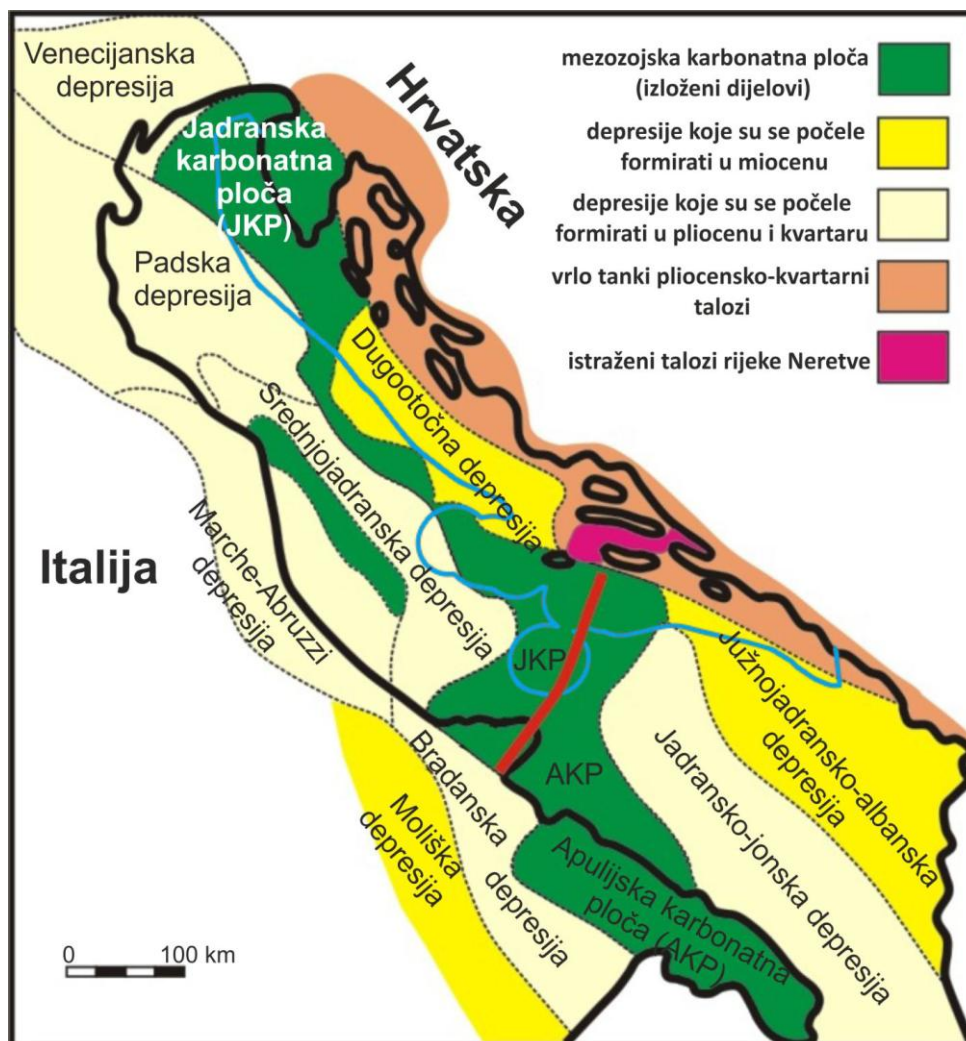 Venecijanska
depresija
Hrvatska
Jadranska
karbonatna
ploča
(JKP)
Padska
depresija
Dugootočna depresija
Srednjojadranska depresija
Marche-Abruzzi
depresija
Italija
JKP
AKP
Bradanska
depresija
Moliška
depresija
Južnojadransko-albanska
depresija
Jadransko-jonska depresija
Apulijska karbonatna
ploča (AKP)
0 100 km
mezozojska karbonatna ploča
(izloženi dijelovi)
depresije koje su se počele
formirati u miocenu
depresije koje su se počele
formirati u pliocenu i kvartaru
vrlo tanki pliocensko-kvartarni
talozi
istraženi talozi rijeke Neretve